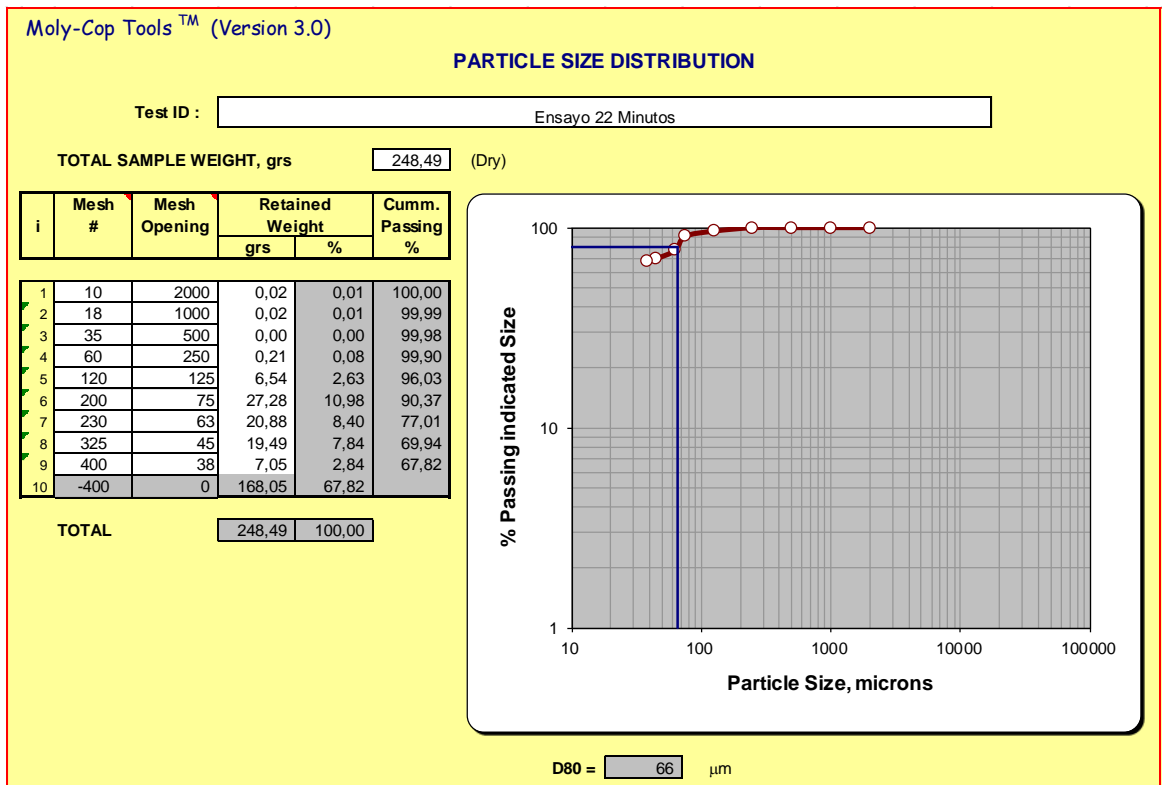 Moly-Cop Tools TM (Version 3.0)
PARTICLE SIZE DISTRIBUTION
Test ID : Ensayo 22 Minutos
TOTAL SAMPLE WEIGHT, grs 248,49 (Dry)
Mesh Mesh Retained Cumm.
i # Opening Weight Passing
grs % %
1 10 2000 0,02 0,01 100,00
2 18 1000 0,02 0,01 99,99
3 35 500 0,00 0,00 99,98
4 60 250 0,21 0,08 99,90
5 120 125 6,54 2,63 96,03
6 200 75 27,28 10,98 90,37
7 230 63 20,88 8,40 77,01
8 325 45 19,49 7,84 69,94
9 400 38 7,05 2,84 67,82
10 -400 0 168,05 67,82
TOTAL 248,49 100,00
% Passing indicated Size
100
10
1
10 100 1000 10000 100000
Particle Size, microns
D80 = 66 μm